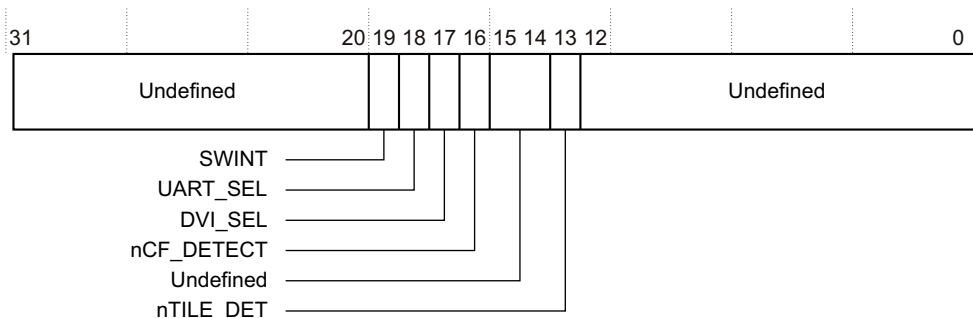 31 20 19 18 17 16 15 14 13 12 0
Undefined Undefined
SWINT
UART_SEL
DVI_SEL
nCF_DETECT
Undefined
nTILE_DET